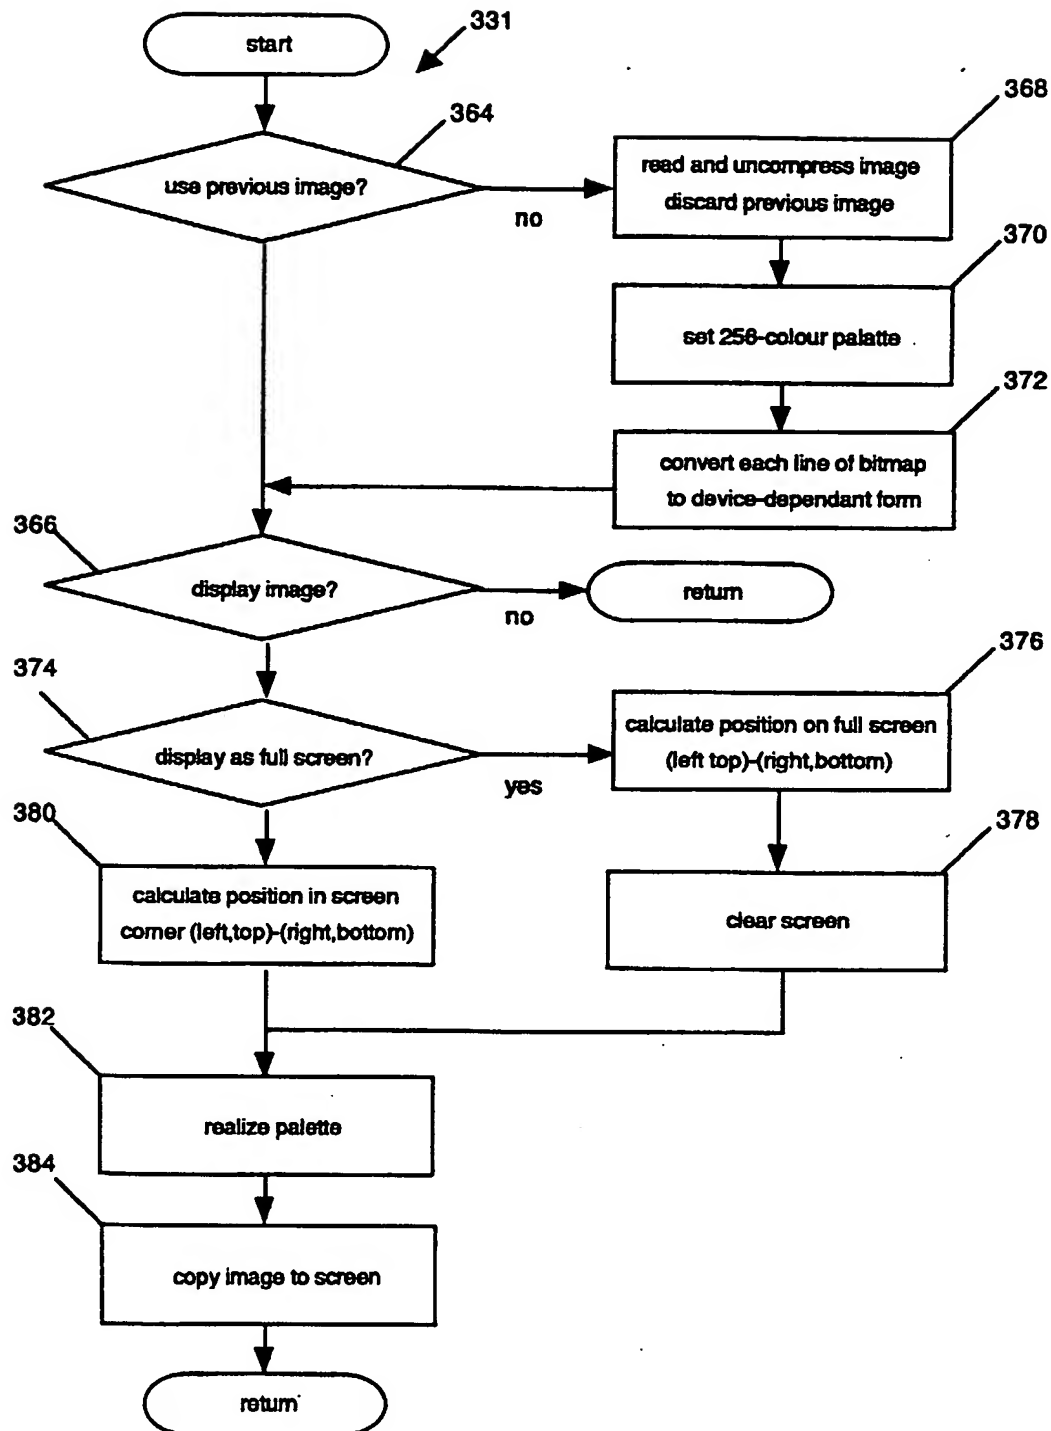 331
start
364
368
use previous image?
no
read and uncompress image
discard previous image
370
set 256-colour palette
372
convert each line of bitmap
to device-dependant form
366
display image?
no
return
374
376
display as full screen?
yes
calculate position on full screen
(left top)-(right,bottom)
380
378
calculate position in screen
corner (left,top)-(right,bottom)
clear screen
382
realize palette
384
copy image to screen
return